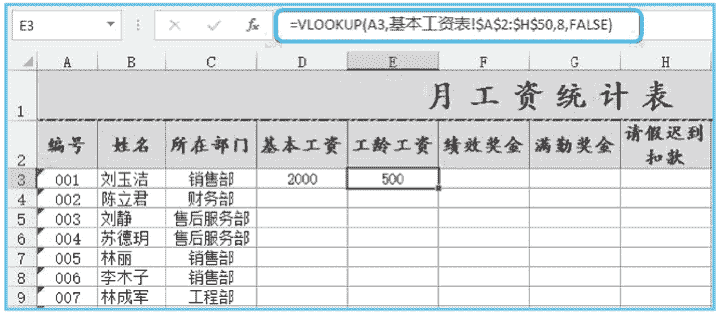 E3 =VLOOKUP(A3,基本工资表!$A$2:$H$50,8,FALSE)
A B C D E F G H
1 月工资统计表
2 编号 姓名 所在部门 基本工资 工龄工资 绩效奖金 满勤奖金 请假迟到扣款
3 001 刘玉洁 销售部 2000 500
4 002 陈立君 财务部
5 003 刘静 售后服务部
6 004 苏德玥 售后服务部
7 005 林丽 销售部
8 006 李木子 销售部
9 007 林成军 工程部